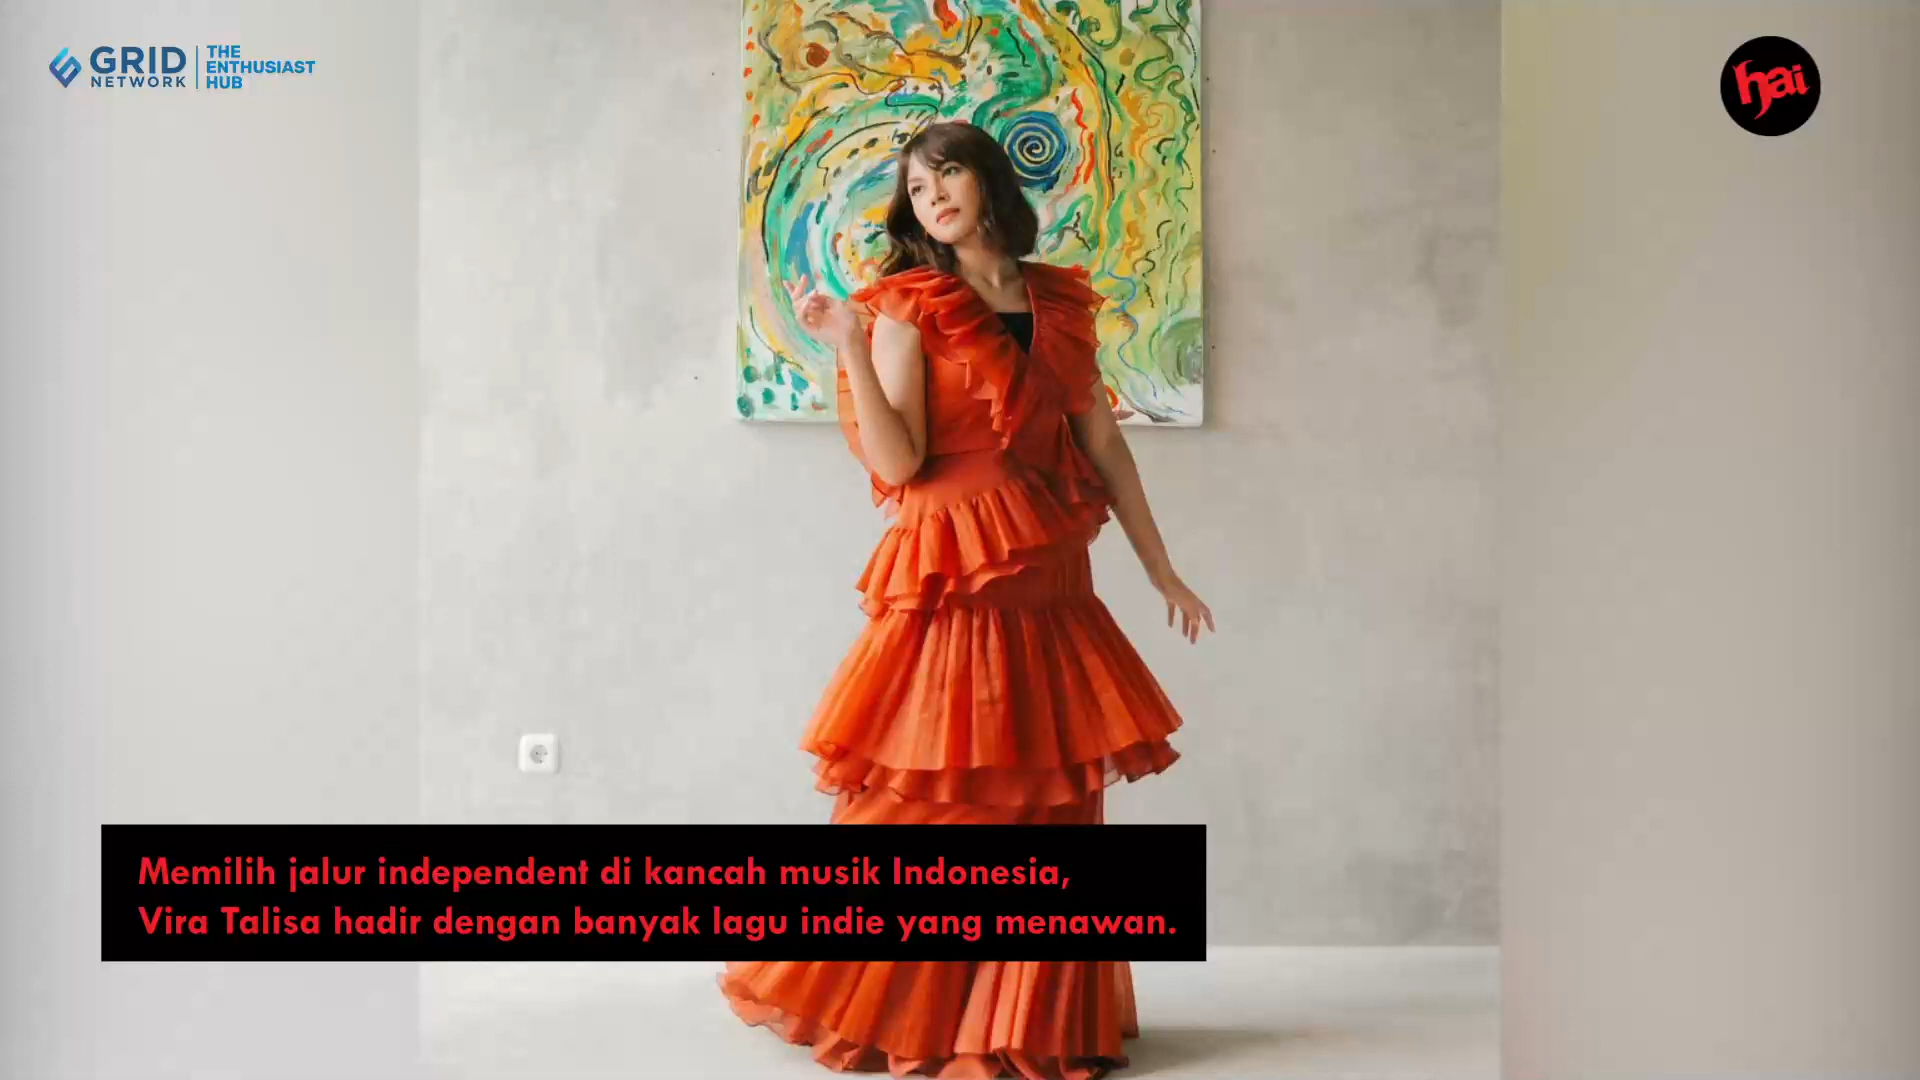 GRID
NETWORK
THE
ENTHUSIAST
HUB
hai
Memilih jalur independent di kancah musik Indonesia,
Vira Talisa hadir dengan banyak lagu indie yang menawan.